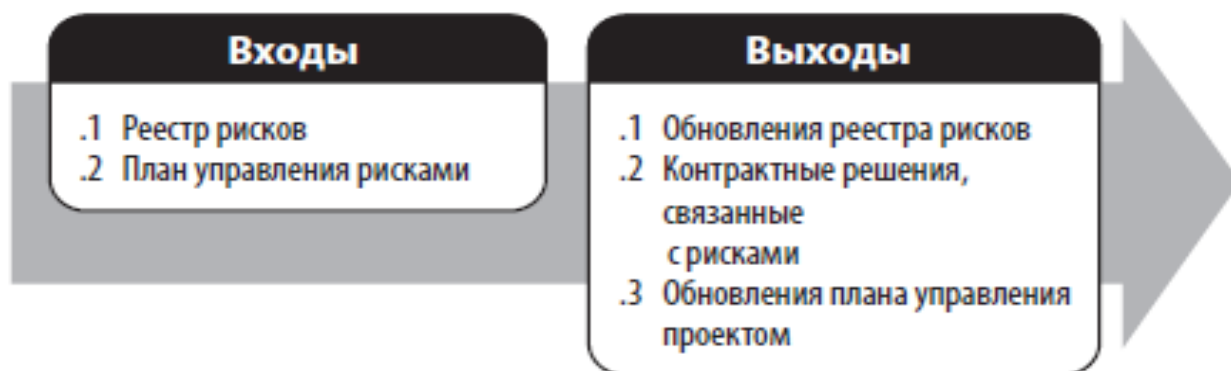 Входы
.1 Реестр рисков
.2 План управления рисками
Выходы
.1 Обновления реестра рисков
.2 Контрактные решения,
связанные
с рисками
.3 Обновления плана управления
проектом